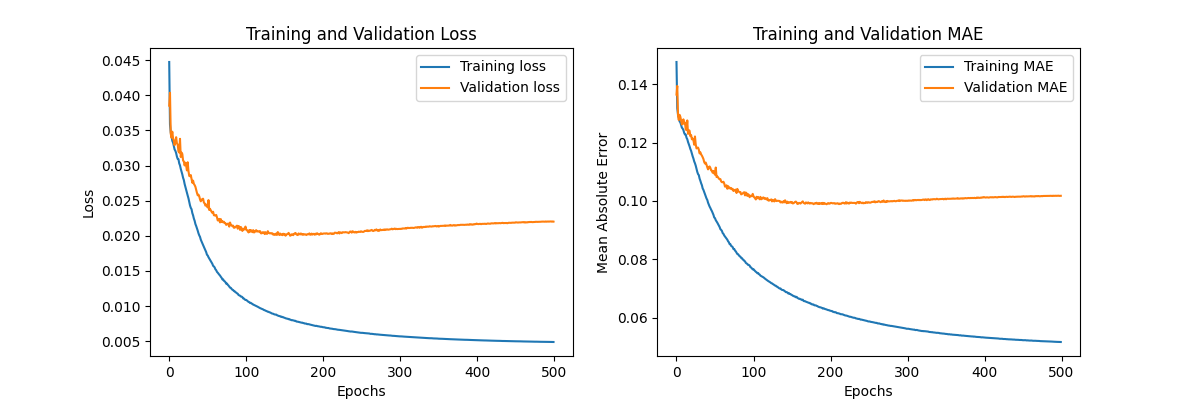 Training and Validation Loss
Training loss
Validation loss
0.045
0.040
0.035
0.030
0.025
0.020
0.015
0.010
0.005
Loss
0 100 200 300 400 500
Epochs
Training and Validation MAE
Training MAE
Validation MAE
0.14
0.12
0.10
0.08
0.06
Mean Absolute Error
0 100 200 300 400 500
Epochs